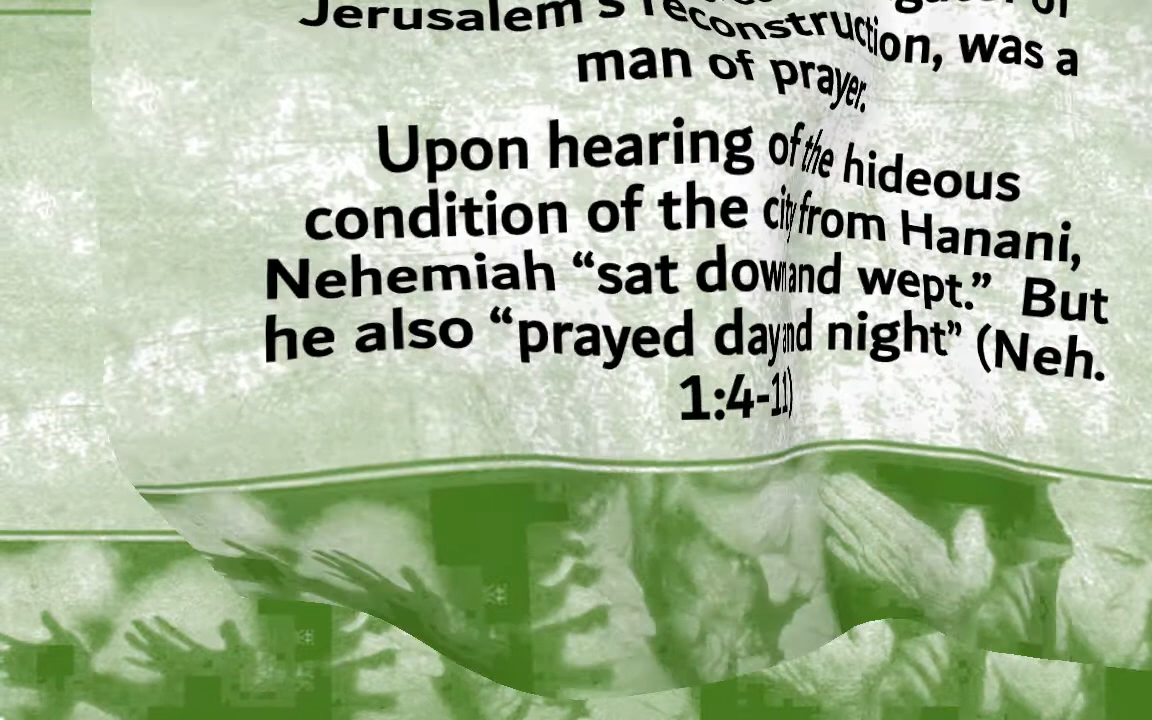 Jerusalem's reconstruction, was a
man of prayer.
Upon hearing of the hideous
condition of the city from Hanani,
Nehemiah “sat down and wept.” But
he also “prayed day and night” (Neh.
1:4-11)